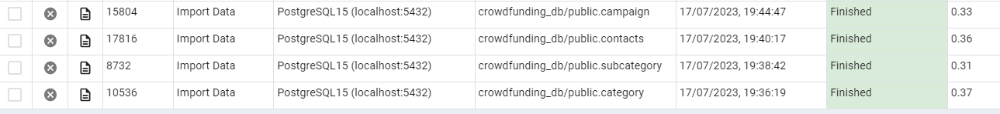 15804 Import Data PostgreSQL15 (localhost:5432) crowdfunding_db/public.campaign 17/07/2023, 19:44:47 Finished 0.33
17816 Import Data PostgreSQL15 (localhost:5432) crowdfunding_db/public.contacts 17/07/2023, 19:40:17 Finished 0.36
8732 Import Data PostgreSQL15 (localhost:5432) crowdfunding_db/public.subcategory 17/07/2023, 19:38:42 Finished 0.31
10536 Import Data PostgreSQL15 (localhost:5432) crowdfunding_db/public.category 17/07/2023, 19:36:19 Finished 0.37